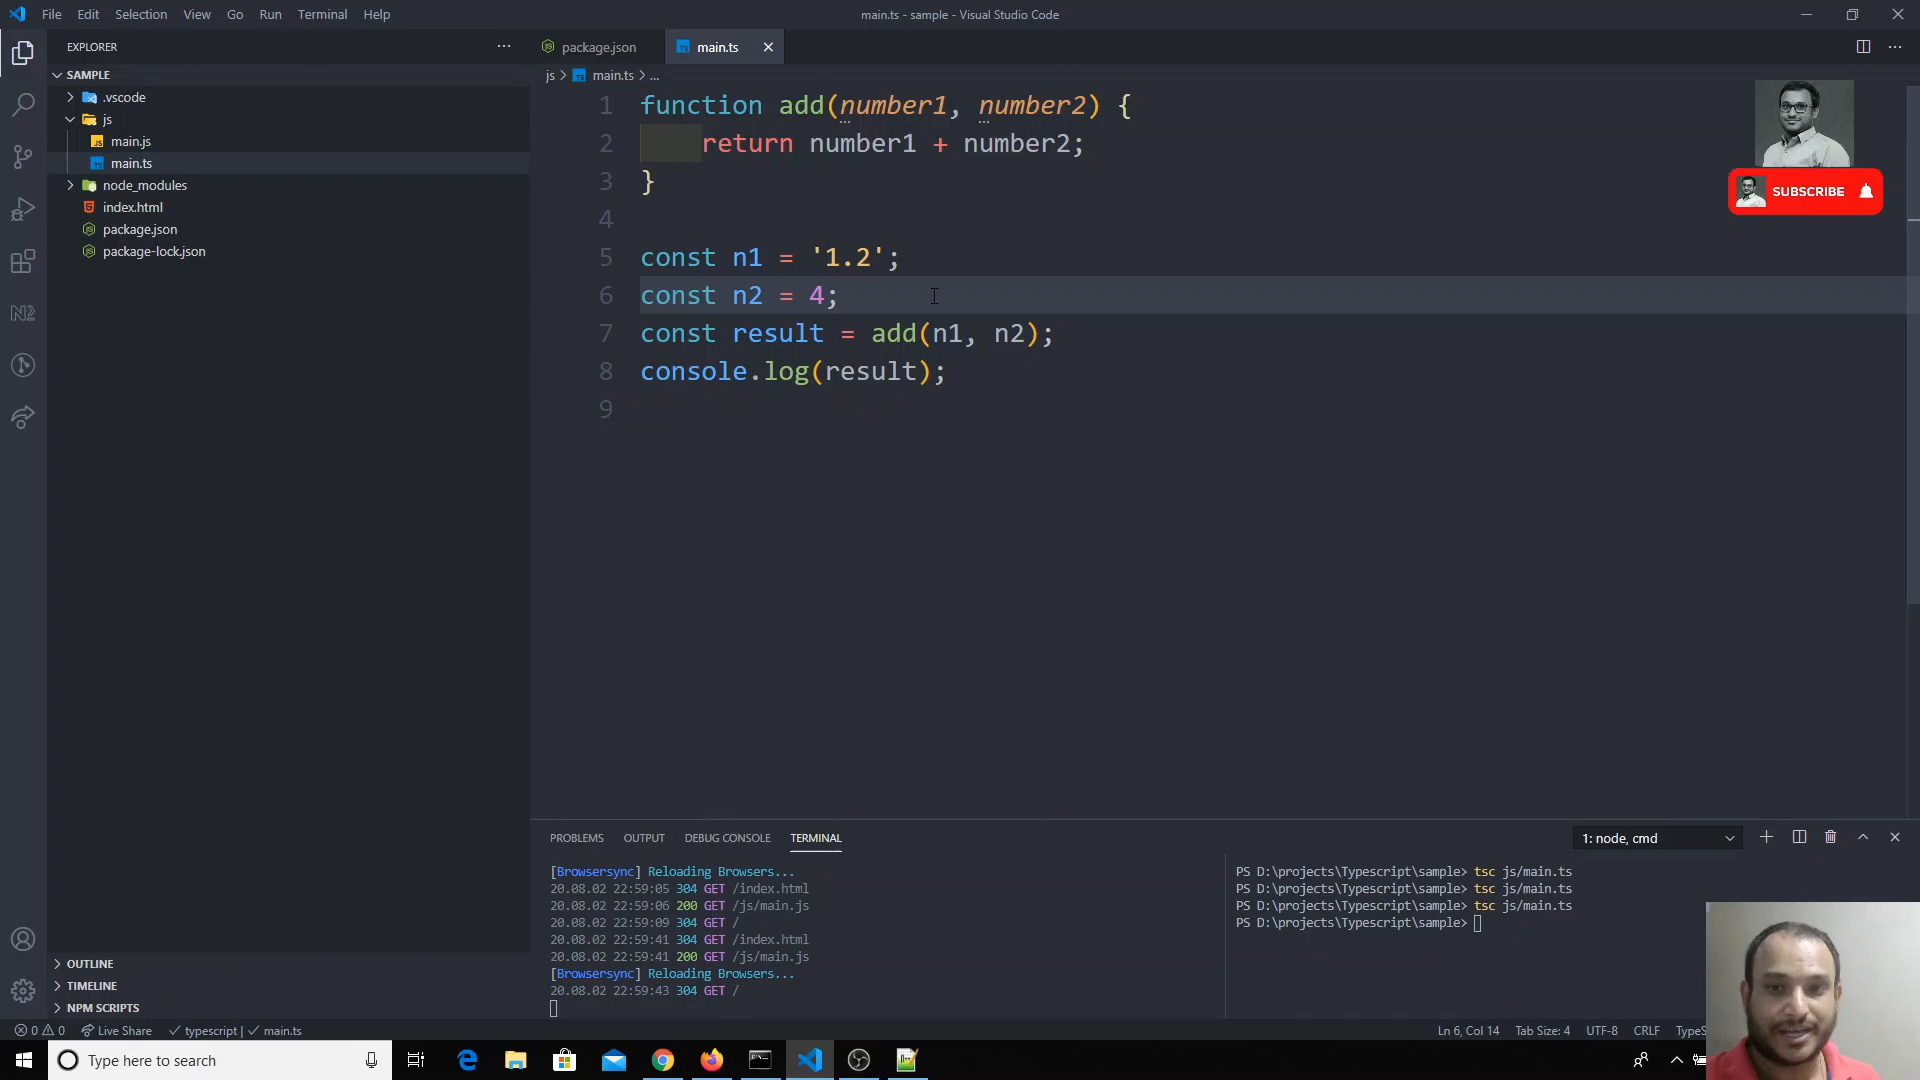 File Edit Selection View Go Run Terminal Help
main.ts - sample - Visual Studio Code
EXPLORER
SAMPLE
.vscode
js
main.js
main.ts
node_modules
index.html
package.json
package-lock.json
OUTLINE
TIMELINE
NPM SCRIPTS
package.json main.ts
js > main.ts > ...
1 function add(number1, number2) {
2 return number1 + number2;
3 }
4
5 const n1 = '1.2';
6 const n2 = 4;
7 const result = add(n1, n2);
8 console.log(result);
9
SUBSCRIBE
PROBLEMS OUTPUT DEBUG CONSOLE TERMINAL
1: node, cmd
[Browsersync] Reloading Browsers...
20.08.02 22:59:05 304 GET /index.html
20.08.02 22:59:06 200 GET /js/main.js
20.08.02 22:59:09 304 GET /
20.08.02 22:59:41 304 GET /index.html
20.08.02 22:59:41 200 GET /js/main.js
[Browsersync] Reloading Browsers...
20.08.02 22:59:43 304 GET /
PS D:\projects\Typescript\sample> tsc js/main.ts
PS D:\projects\Typescript\sample> tsc js/main.ts
PS D:\projects\Typescript\sample> tsc js/main.ts
PS D:\projects\Typescript\sample>
0 0 Live Share typescript | main.ts
Ln 6, Col 14 Tab Size: 4 UTF-8 CRLF TypeS
Type here to search